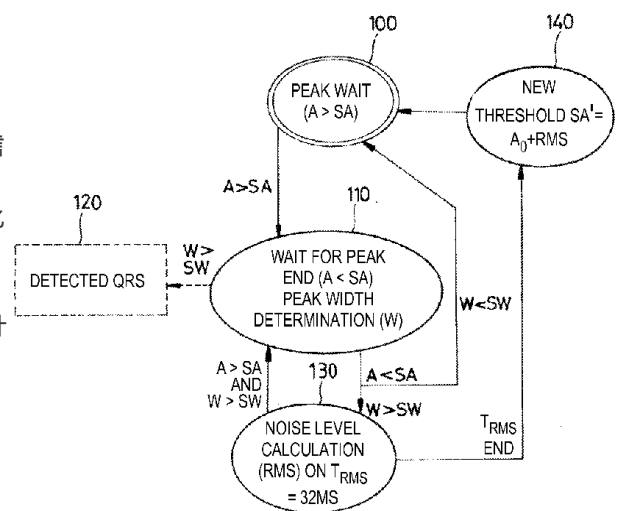 100
140
PEAK WAIT
(A > SA)
NEW
THRESHOLD SA'=
A₀+RMS
A>SA
120
110
W>
SW
DETECTED QRS
WAIT FOR PEAK
END (A < SA)
PEAK WIDTH
DETERMINATION (W)
W<SW
A > SA
AND
W > SW
130
A<SA
W>SW
NOISE LEVEL
CALCULATION
(RMS) ON T_RMS
= 32MS
T_RMS
END